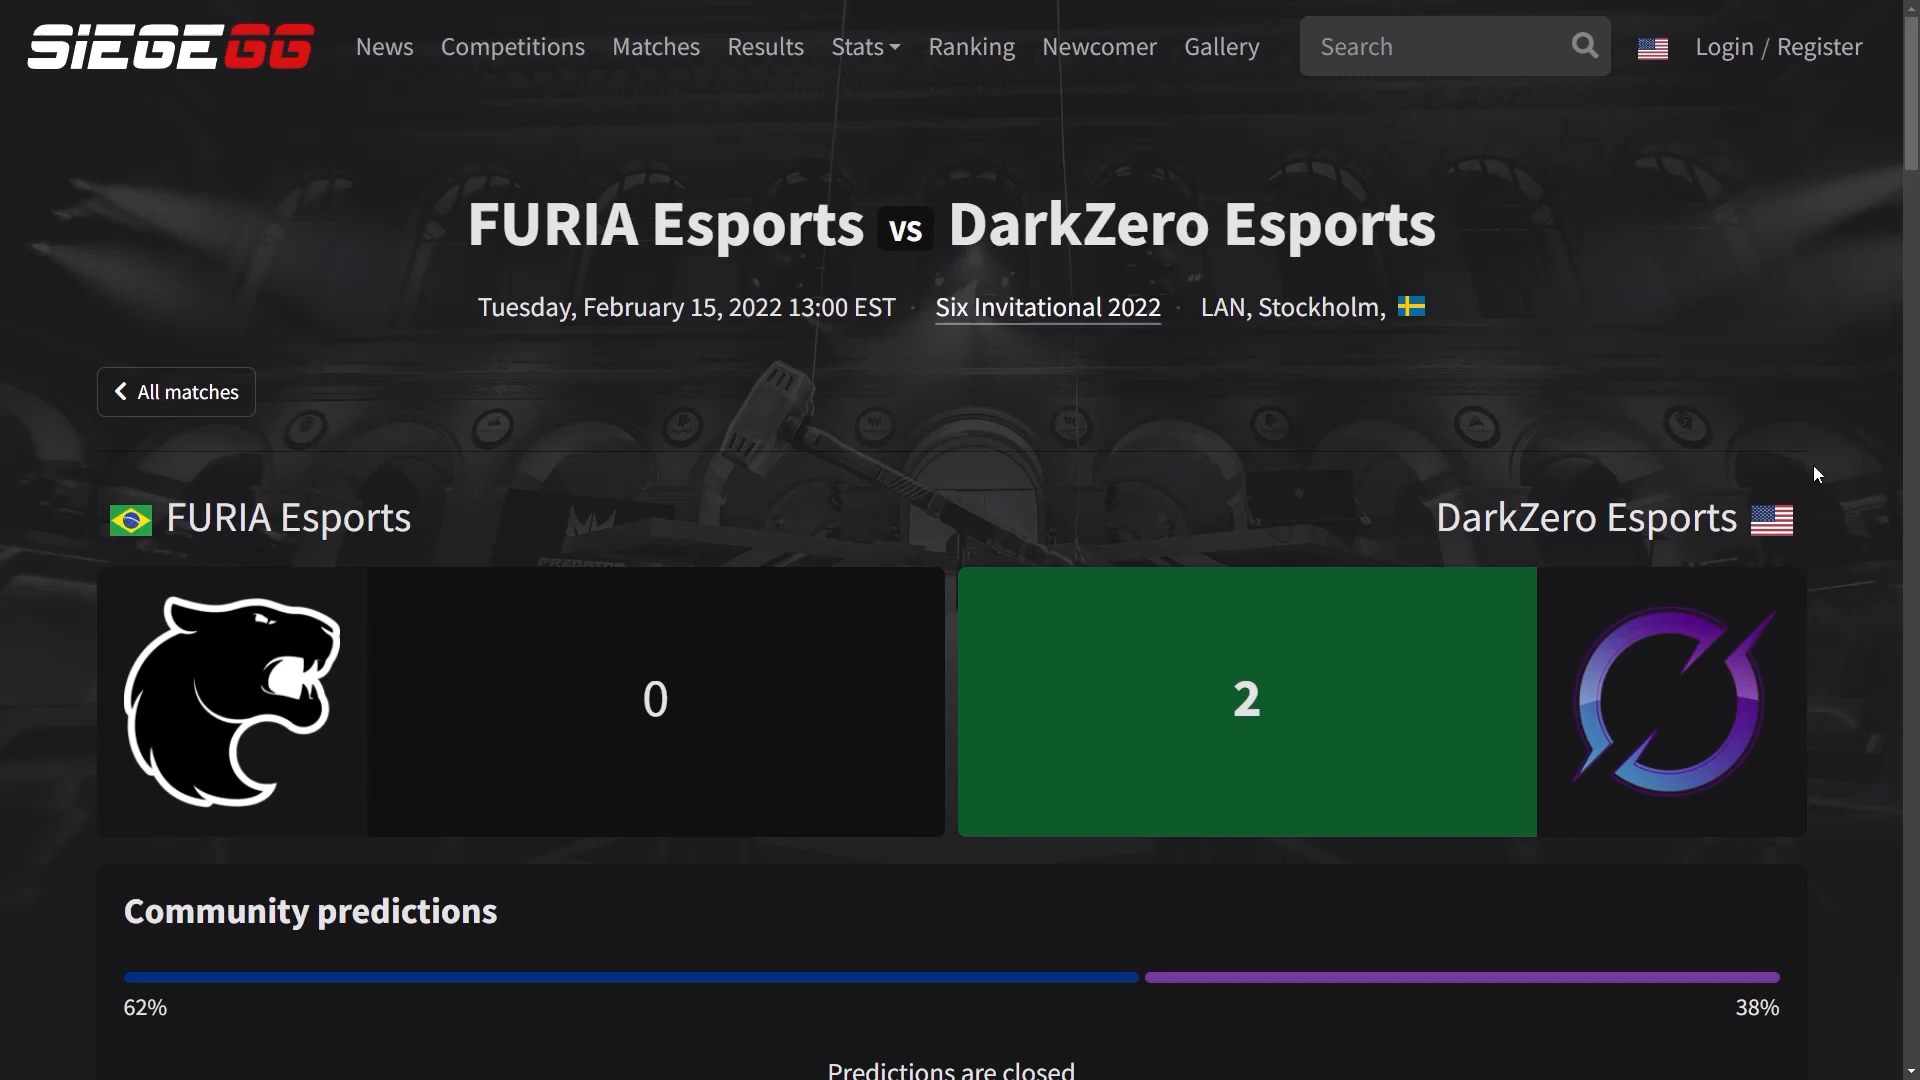 SIEGEGG News Competitions Matches Results Stats Ranking Newcomer Gallery Search Login / Register
FURIA Esports vs DarkZero Esports
Tuesday, February 15, 2022 13:00 EST · Six Invitational 2022 · LAN, Stockholm,
All matches
FURIA Esports DarkZero Esports
PREDATOR
0 2
Community predictions
62% 38%
Predictions are closed